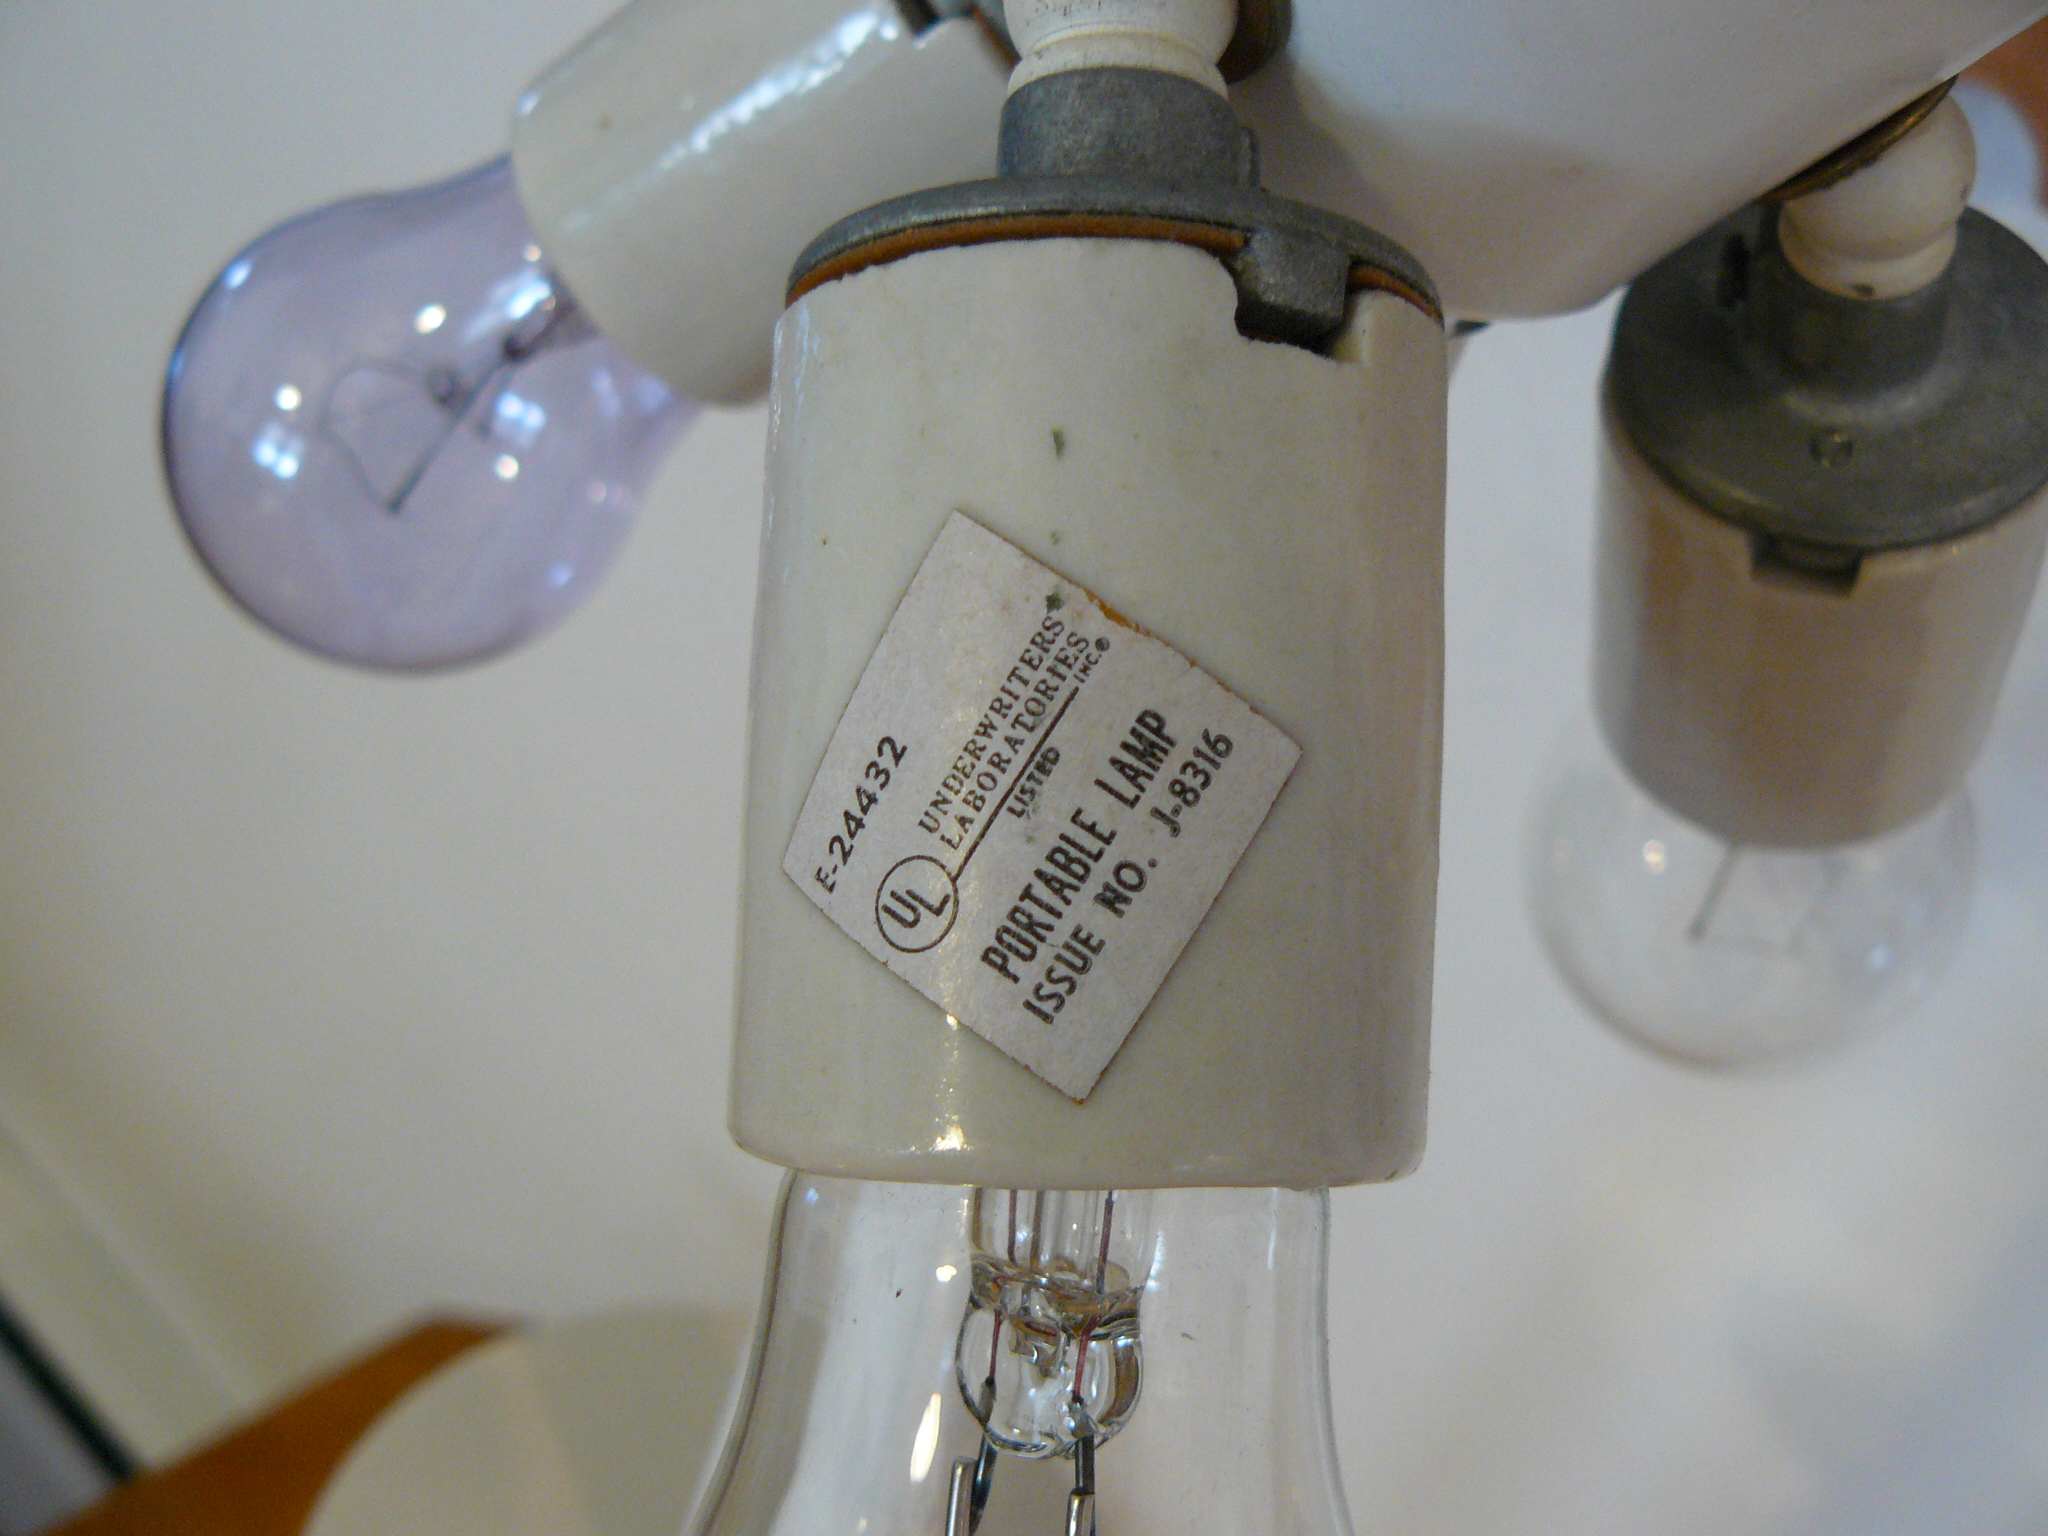 E-24432
UL
UNDERWRITERS'
LABORATORIES
INC.®
LISTED
PORTABLE LAMP
ISSUE NO. J-8316